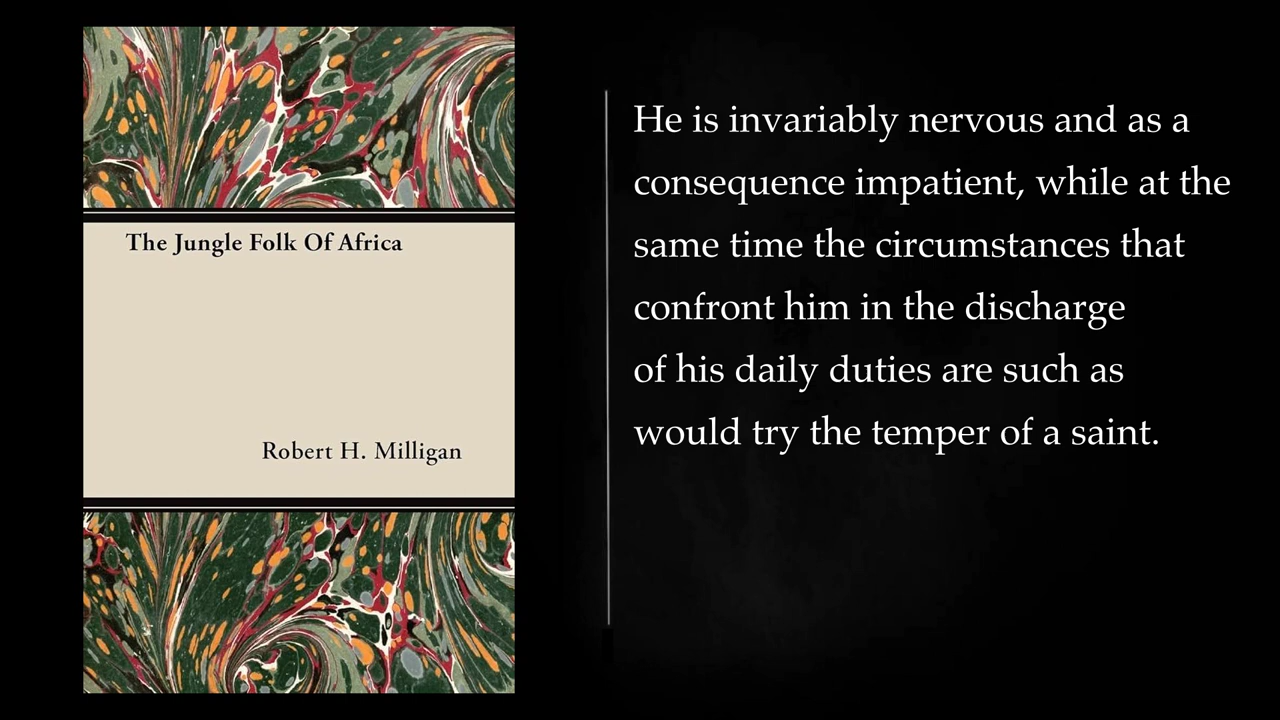 The Jungle Folk Of Africa
Robert H. Milligan
He is invariably nervous and as a
consequence impatient, while at the
same time the circumstances that
confront him in the discharge
of his daily duties are such as
would try the temper of a saint.